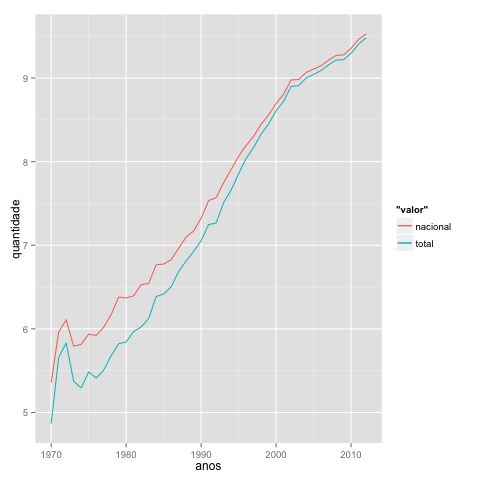 9
8
7
6
5
quantidade
1970 1980 1990 2000 2010
anos
"valor"
nacional
total